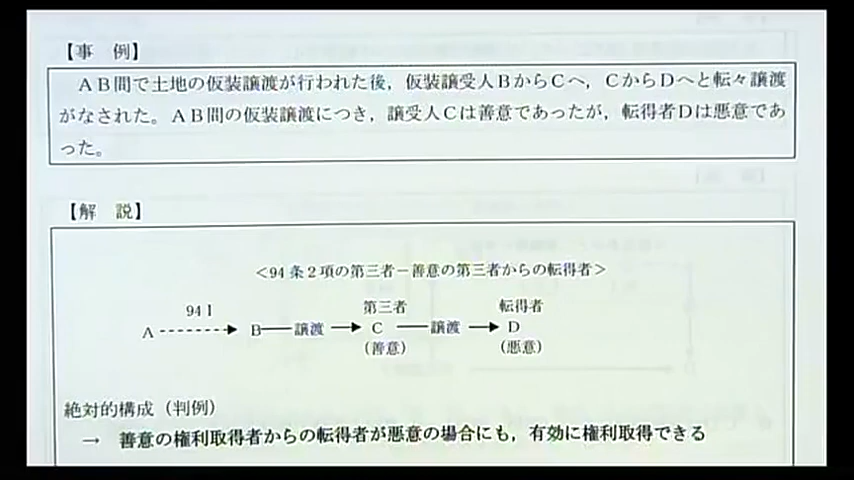 【事　例】
ＡＢ間で土地の仮装譲渡が行われた後，仮装譲受人ＢからＣへ，ＣからＤへと転々譲渡
がなされた。ＡＢ間の仮装譲渡につき，譲受人Ｃは善意であったが，転得者Ｄは悪意であ
った。
【解　説】
＜94条２項の第三者－善意の第三者からの転得者＞
94Ⅰ　第三者　転得者
A　B　譲渡　C　譲渡　D
(善意)　(悪意)
絶対的構成（判例）
→　善意の権利取得者からの転得者が悪意の場合にも，有効に権利取得できる